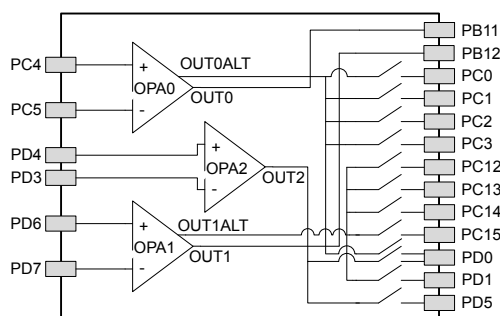 PB11
PB12
PC4
OUT0ALT
PC0
+
OPA0
PC1
OUT0
PC5
-
PC2
PC3
PD4
+
OPA2
PC12
PD3
-
OUT2
PC13
PD6
+
PC14
OUT1ALT
OPA1
PC15
OUT1
PD0
PD7
-
PD1
PD5